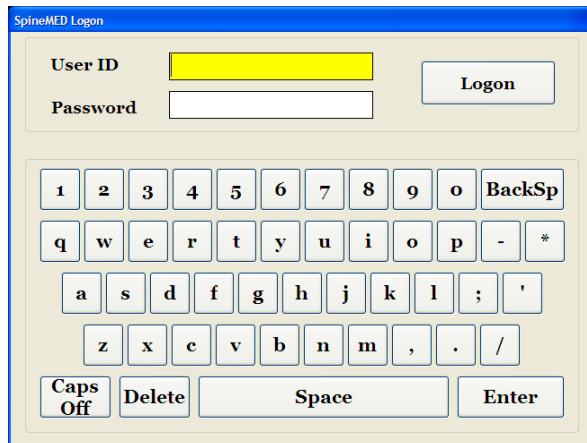 SpineMED Logon
User ID
Logon
Password
1 2 3 4 5 6 7 8 9 0 BackSp
q w e r t y u i o p - *
a s d f g h j k l ; '
z x c v b n m , . /
Caps Off Delete Space Enter